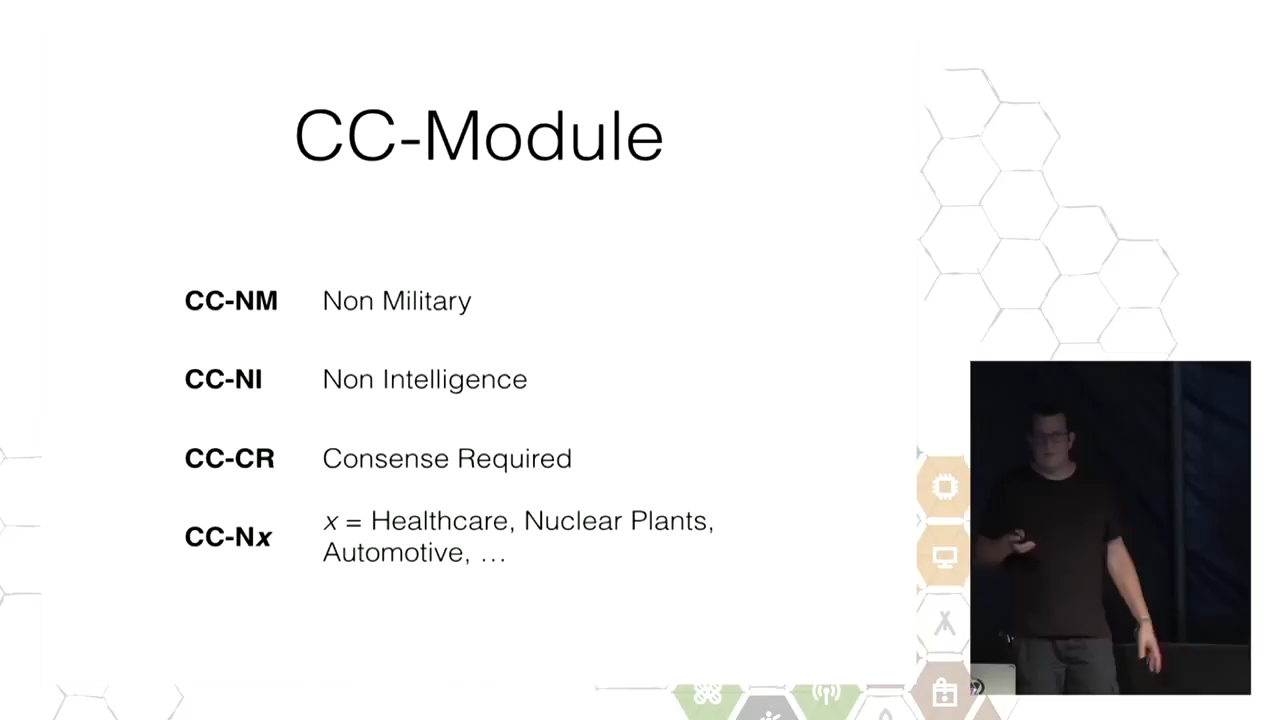 CC-Module
CC-NM Non Military
CC-NI Non Intelligence
CC-CR Consense Required
CC-Nx x = Healthcare, Nuclear Plants,
Automotive, …